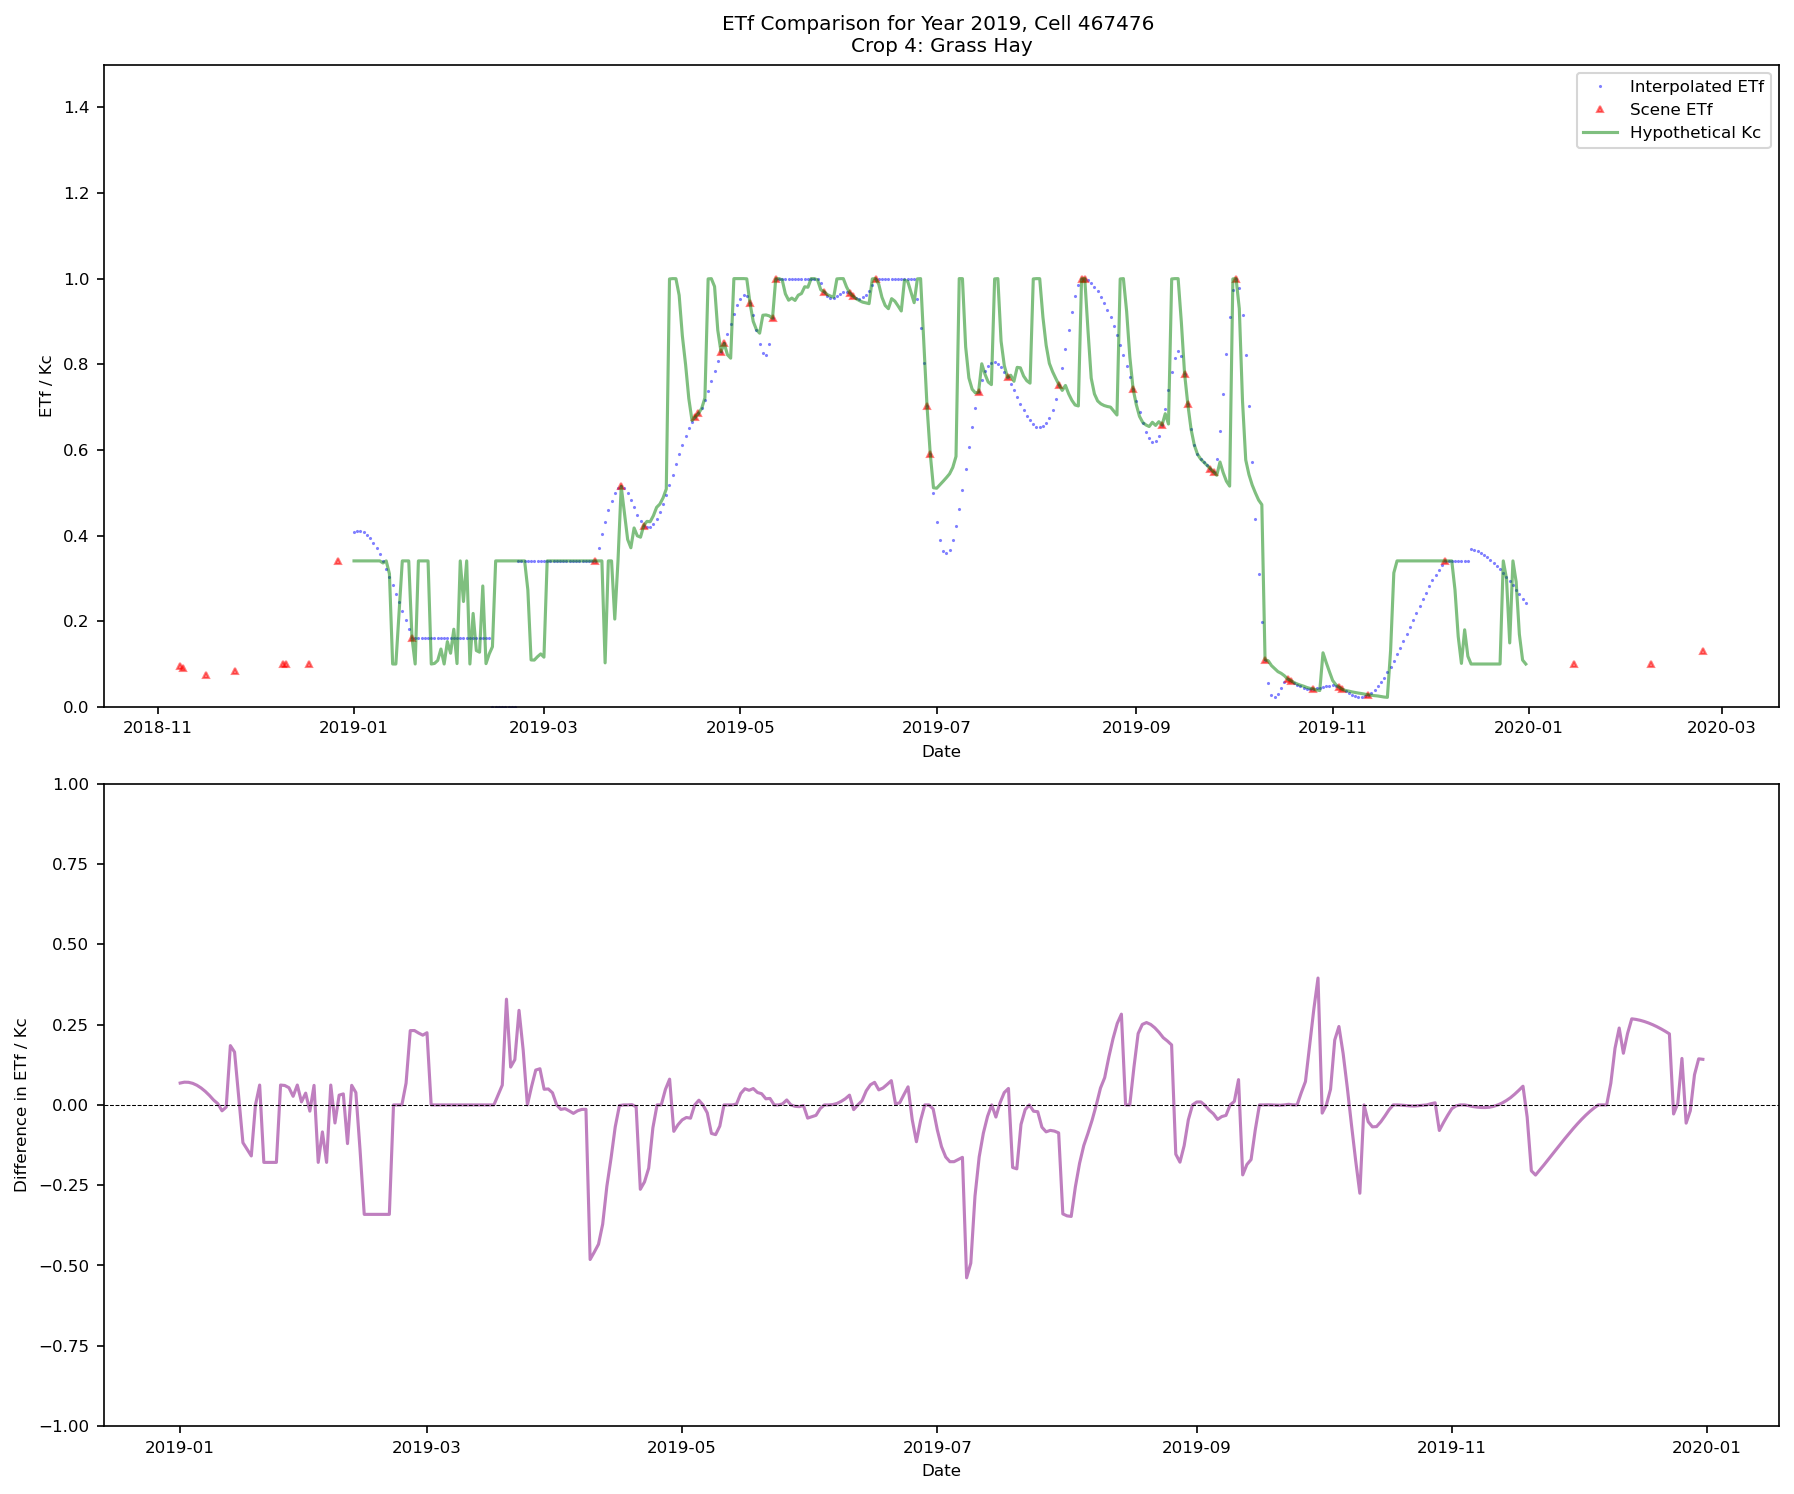 ETf Comparison for Year 2019, Cell 467476
Crop 4: Grass Hay
Interpolated ETf
Scene ETf
Hypothetical Kc
ETf / Kc
1.4
1.2
1.0
0.8
0.6
0.4
0.2
0.0
2018-11 2019-01 2019-03 2019-05 2019-07 2019-09 2019-11 2020-01 2020-03
Date
Difference in ETf / Kc
1.00
0.75
0.50
0.25
0.00
−0.25
−0.50
−0.75
−1.00
2019-01 2019-03 2019-05 2019-07 2019-09 2019-11 2020-01
Date